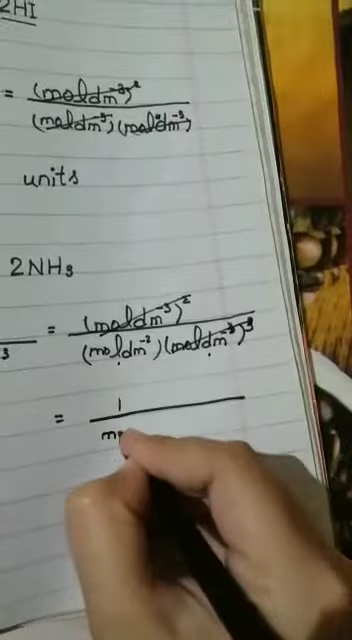 2HI
= (mol dm⁻³)²
(mol dm⁻³)(mol dm⁻³)
units
2NH₃
= (mol dm⁻³)²
3 (mol dm⁻³)(mol dm⁻³)³
= 1
m